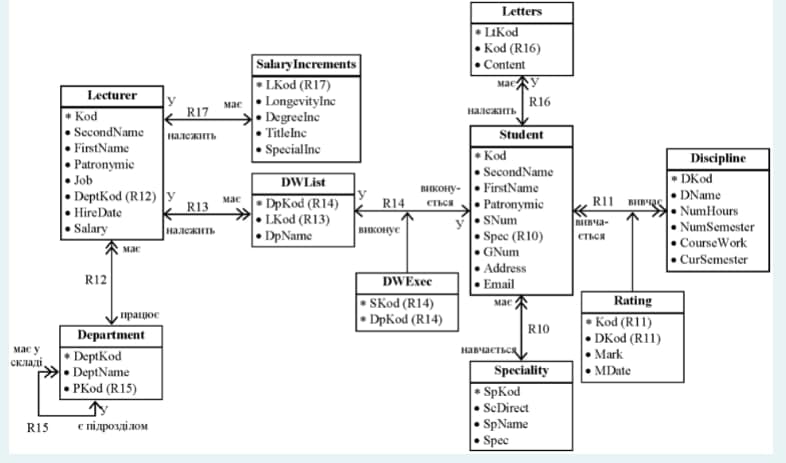 Letters
* LtKod
• Kod (R16)
• Content
має У
R16
належить
SalaryIncrements
* LKod (R17)
• LongevityInc
• DegreeInc
• TitleInc
• SpecialInc
Lecturer
* Kod
• SecondName
• FirstName
• Patronymic
• Job
• DeptKod (R12)
• HireDate
• Salary
У
R17
має
належить
У
R13
має
належить
DWList
* DpKod (R14)
• LKod (R13)
• DpName
У
R14
викону-
ється
виконує
У
Student
* Kod
• SecondName
• FirstName
• Patronymic
• SNum
• Spec (R10)
• GNum
• Address
• Email
R11
вивчає
вивча-
ється
Discipline
* DKod
• DName
• NumHours
• NumSemester
• CourseWork
• CurSemester
має
R12
працює
DWExec
* SKod (R14)
* DpKod (R14)
має
R10
навчається
Rating
* Kod (R11)
• DKod (R11)
• Mark
• MDate
Department
* DeptKod
• DeptName
• PKod (R15)
має у
складі
У
R15
є підрозділом
Speciality
* SpKod
• ScDirect
• SpName
• Spec